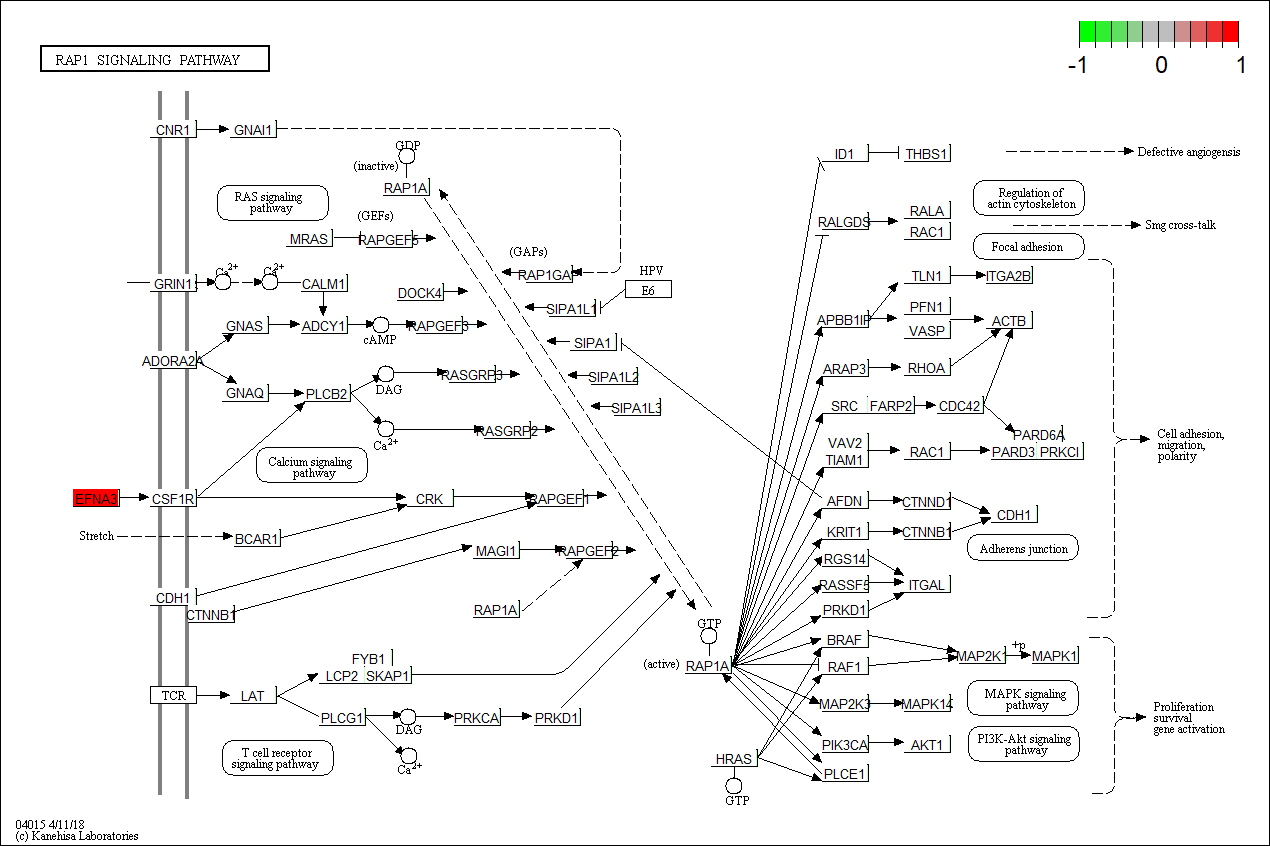 RAP1 SIGNALING PATHWAY
-1 0 1
CNR1
GNAI1
GDP
(inactive)
RAP1A
RAS signaling
pathway
(GEFs)
MRAS
RAPGEF5
(GAPs)
RAP1GAP
HPV
E6
GRIN1
Ca2+
Ca2+
CALM1
DOCK4
SIPA1L1
GNAS
ADCY1
cAMP
RAPGEF3
SIPA1
ADORA2A
GNAQ
PLCB2
DAG
RASGRP3
SIPA1L2
SIPA1L3
Ca2+
RASGRP2
Calcium signaling
pathway
EFNA3
CSF1R
CRK
RAPGEF1
Stretch
BCAR1
MAGI1
RAPGEF2
CDH1
CTNNB1
RAP1A
GTP
(active)
RAP1A
FYB1
LCP2 SKAP1
TCR
LAT
PLCG1
DAG
PRKCA
PRKD1
T cell receptor
signaling pathway
Ca2+
HRAS
GTP
ID1
THBS1
Defective angiogensis
RALGDS
RALA
RAC1
Regulation of
actin cytoskeleton
Smg cross-talk
Focal adhesion
TLN1
ITGA2B
APBB1IP
PFN1
VASP
ACTB
ARAP3
RHOA
SRC FARP2
CDC42
PARD6A
PARD3 PRKCI
VAV2
TIAM1
RAC1
Cell adhesion,
migration,
polarity
AFDN
CTNND1
CDH1
KRIT1
CTNNB1
Adherens junction
RGS14
RASSF5
ITGAL
PRKD1
BRAF
RAF1
MAP2K1
+p
MAPK1
MAP2K3
MAPK14
MAPK signaling
pathway
PIK3CA
AKT1
PI3K-Akt signaling
pathway
PLCE1
Proliferation
survival
gene activation
04015 4/11/18
(c) Kanehisa Laboratories